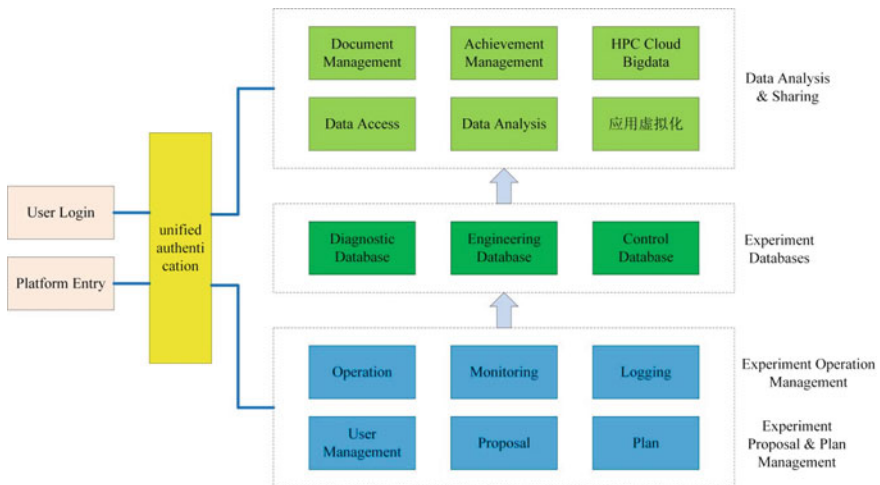 Document
Management
Achievement
Management
HPC Cloud
Bigdata
Data Access
Data Analysis
应用虚拟化
Data Analysis
& Sharing
User Login
Platform Entry
unified
authenti
cation
Diagnostic
Database
Engineering
Database
Control
Database
Experiment
Databases
Operation
Monitoring
Logging
Experiment Operation
Management
User
Management
Proposal
Plan
Experiment
Proposal & Plan
Management